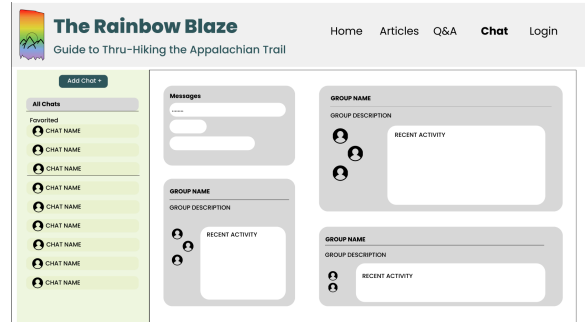 The Rainbow Blaze
Guide to Thru-Hiking the Appalachian Trail
Home Articles Q&A Chat Login
Add Chat +
All Chats
Favorited
CHAT NAME
CHAT NAME
CHAT NAME
CHAT NAME
CHAT NAME
CHAT NAME
CHAT NAME
CHAT NAME
CHAT NAME
Messages
........
GROUP NAME
GROUP DESCRIPTION
RECENT ACTIVITY
GROUP NAME
GROUP DESCRIPTION
RECENT ACTIVITY
GROUP NAME
GROUP DESCRIPTION
RECENT ACTIVITY